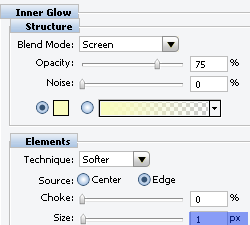 Inner Glow
Structure
Blend Mode: Screen
Opacity: 75 %
Noise: 0 %
Elements
Technique: Softer
Source: Center Edge
Choke: 0 %
Size: 1 px